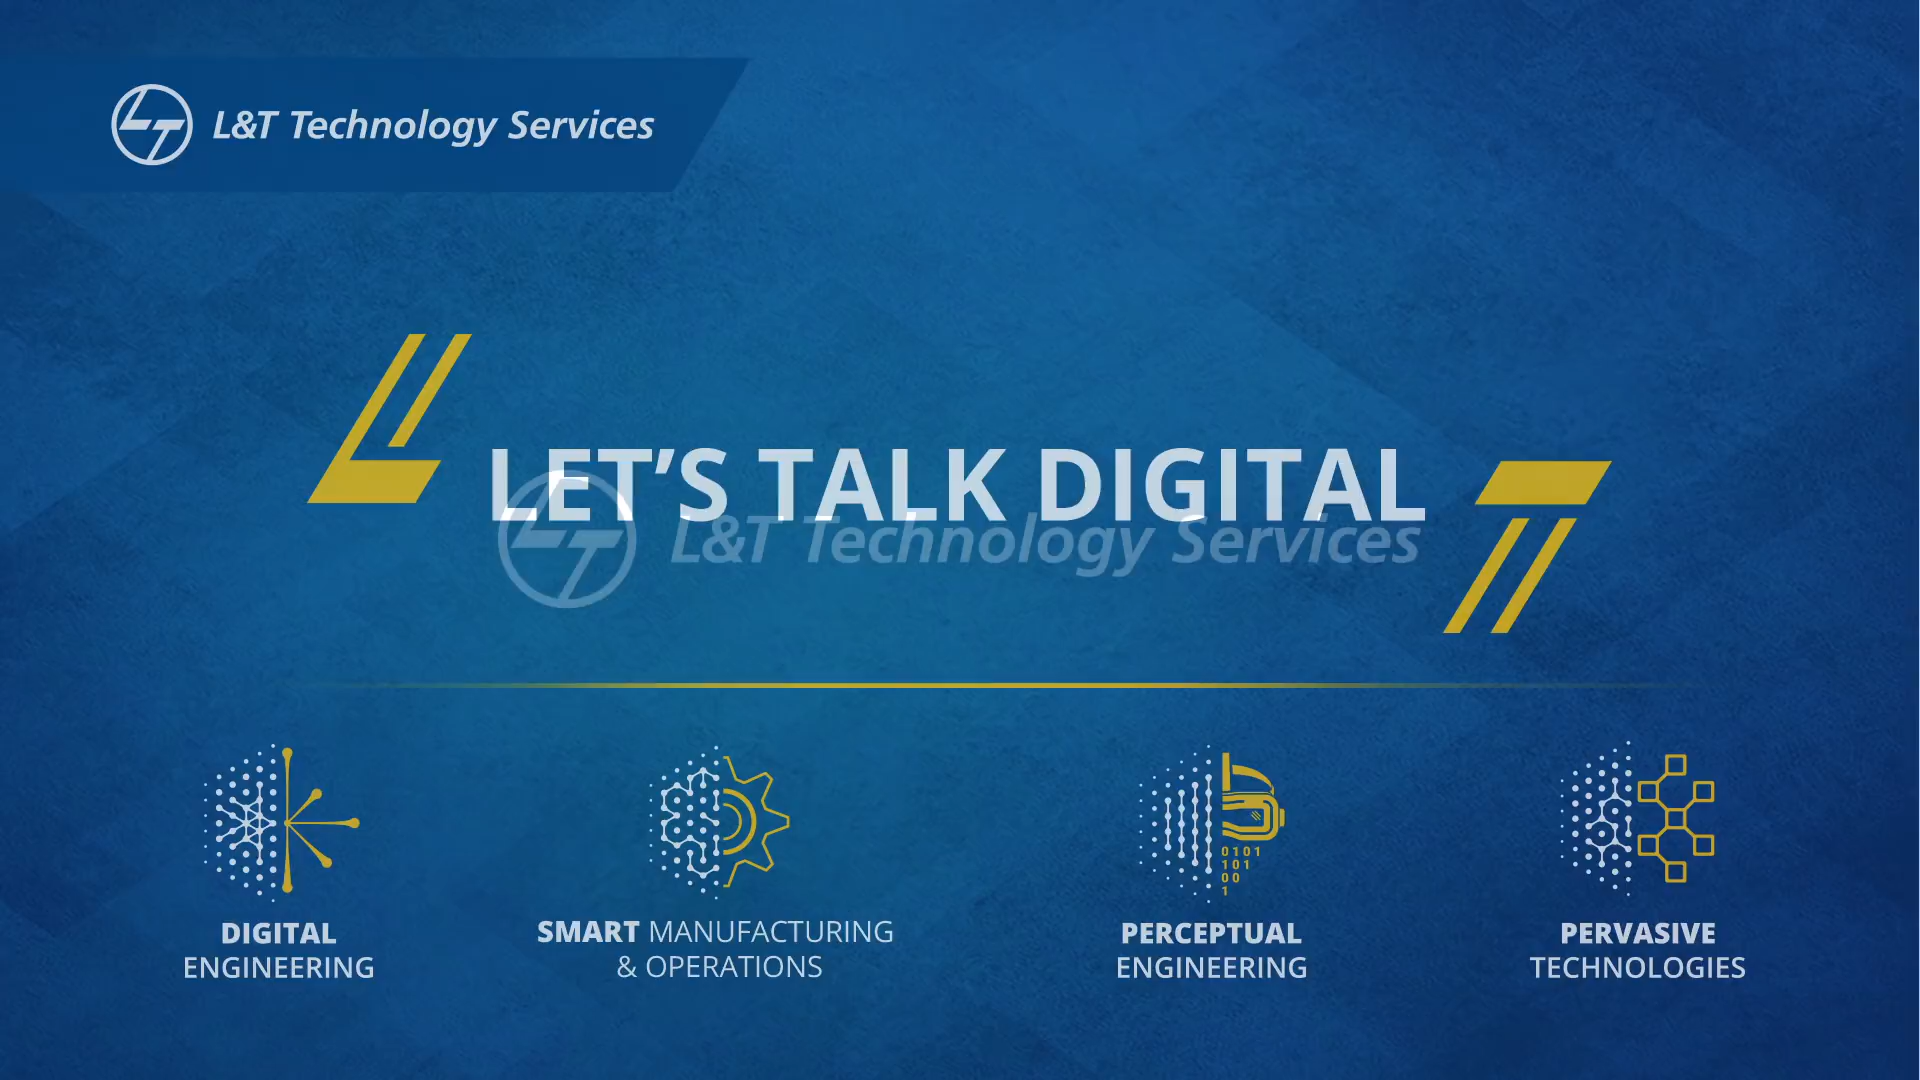 L&T Technology Services
LET'S TALK DIGITAL
L&T Technology Services
0101
101
00
1
DIGITAL
ENGINEERING
SMART MANUFACTURING
& OPERATIONS
PERCEPTUAL
ENGINEERING
PERVASIVE
TECHNOLOGIES